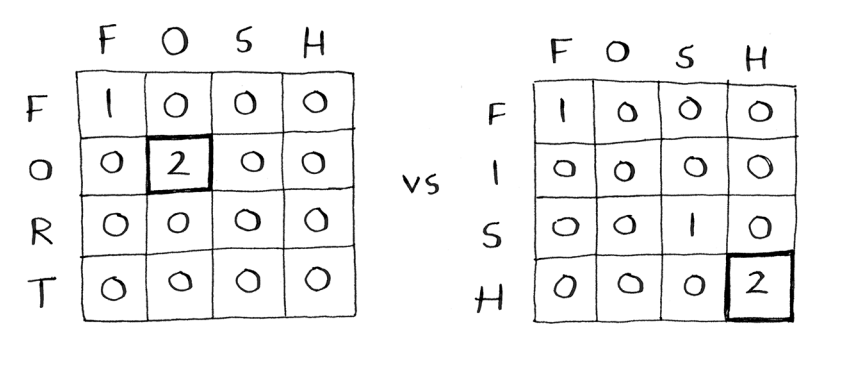 F O S H
F 1 0 0 0
O 0 2 0 0
R 0 0 0 0
T 0 0 0 0
vs
F O S H
F 1 0 0 0
I 0 0 0 0
S 0 0 1 0
H 0 0 0 2